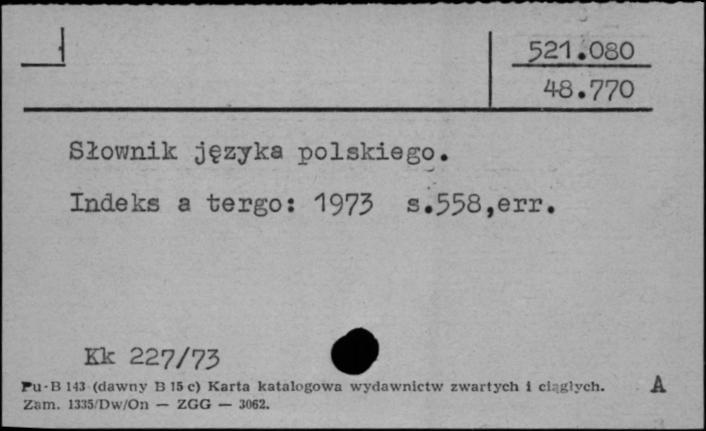 521.080
48.770
Słownik języka polskiego.
Indeks a tergo: 1973 s.558,err.
Kk 227/73
Pu-B 143 (dawny B 15 c) Karta katalogowa wydawnictw zwartych i ciągłych. A
Zam. 1335/Dw/On — ZGG — 3062.